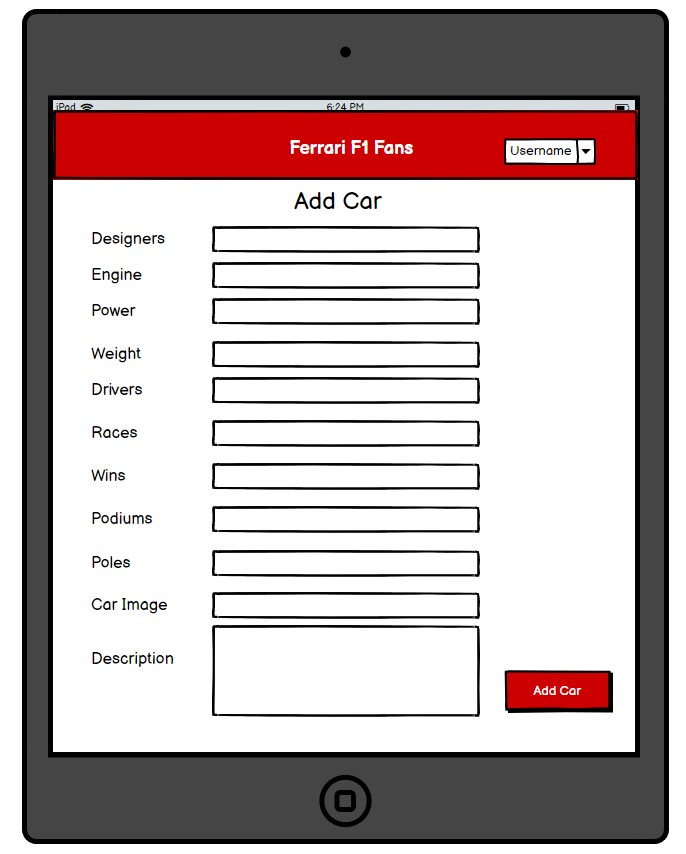 iPad 6:24 PM
Ferrari F1 Fans
Username
Add Car
Designers
Engine
Power
Weight
Drivers
Races
Wins
Podiums
Poles
Car Image
Description
Add Car